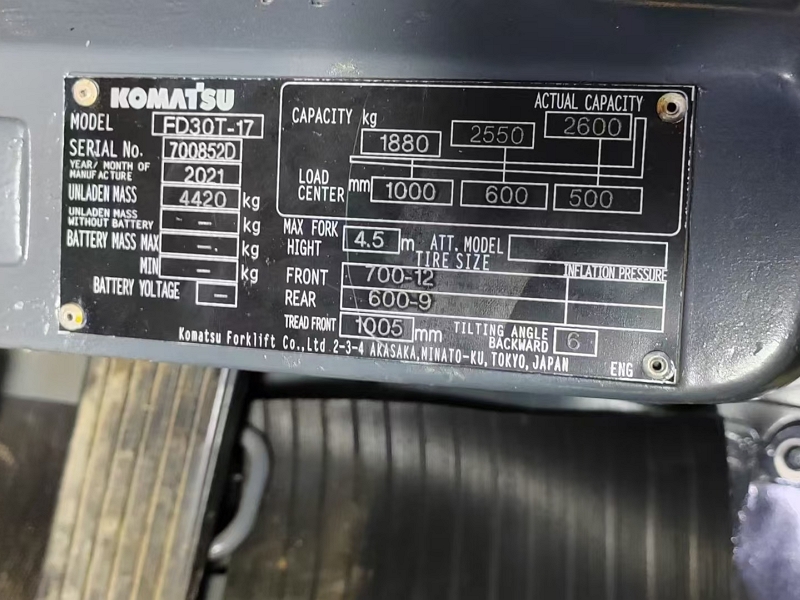 KOMATSU
MODEL FD30T-17
SERIAL No. 700852D
YEAR/ MONTH OF MANUFACTURE 2021
UNLADEN MASS 4420 kg
UNLADEN MASS WITHOUT BATTERY — kg
BATTERY MASS MAX — kg
MIN — kg
BATTERY VOLTAGE —
ACTUAL CAPACITY
CAPACITY kg 1880 2550 2600
LOAD CENTER mm 1000 600 500
MAX FORK HIGHT 4.5 m ATT. MODEL
TIRE SIZE INFLATION PRESSURE
FRONT 700-12
REAR 600-9
TREAD FRONT 1005 mm TILTING ANGLE BACKWARD 6
Komatsu Forklift Co.,Ltd 2-3-4 AKASAKA,MINATO-KU,TOKYO,JAPAN ENG